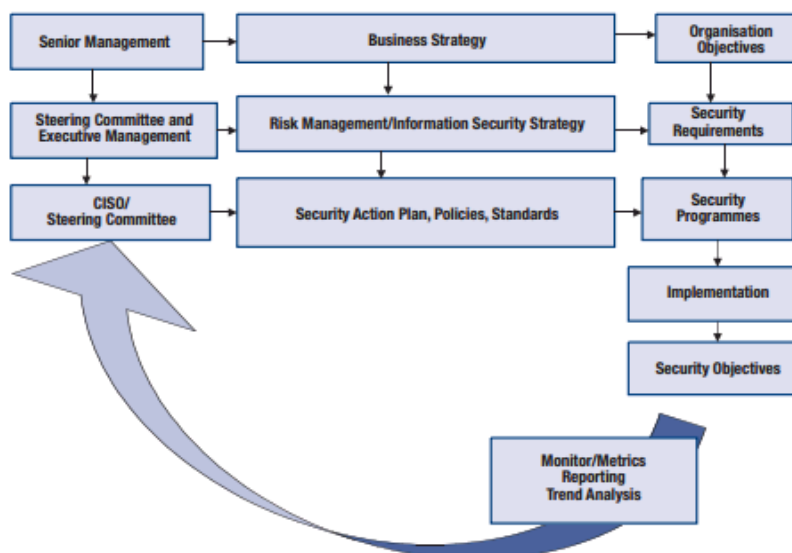 Senior Management
Business Strategy
Organisation
Objectives
Steering Committee and
Executive Management
Risk Management/Information Security Strategy
Security
Requirements
CISO/
Steering Committee
Security Action Plan, Policies, Standards
Security
Programmes
Implementation
Security Objectives
Monitor/Metrics
Reporting
Trend Analysis